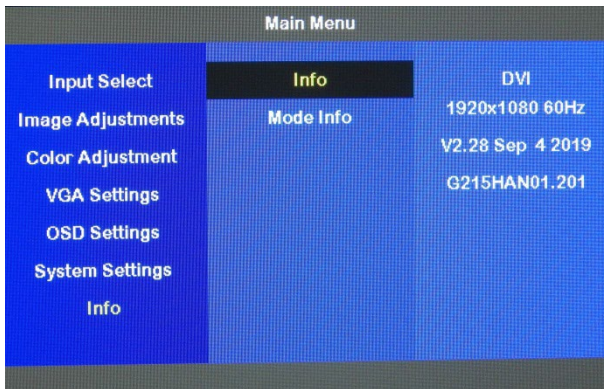 Main Menu
Input Select
Image Adjustments
Color Adjustment
VGA Settings
OSD Settings
System Settings
Info
Info
Mode Info
DVI
1920x1080 60Hz
V2.28 Sep 4 2019
G215HAN01.201